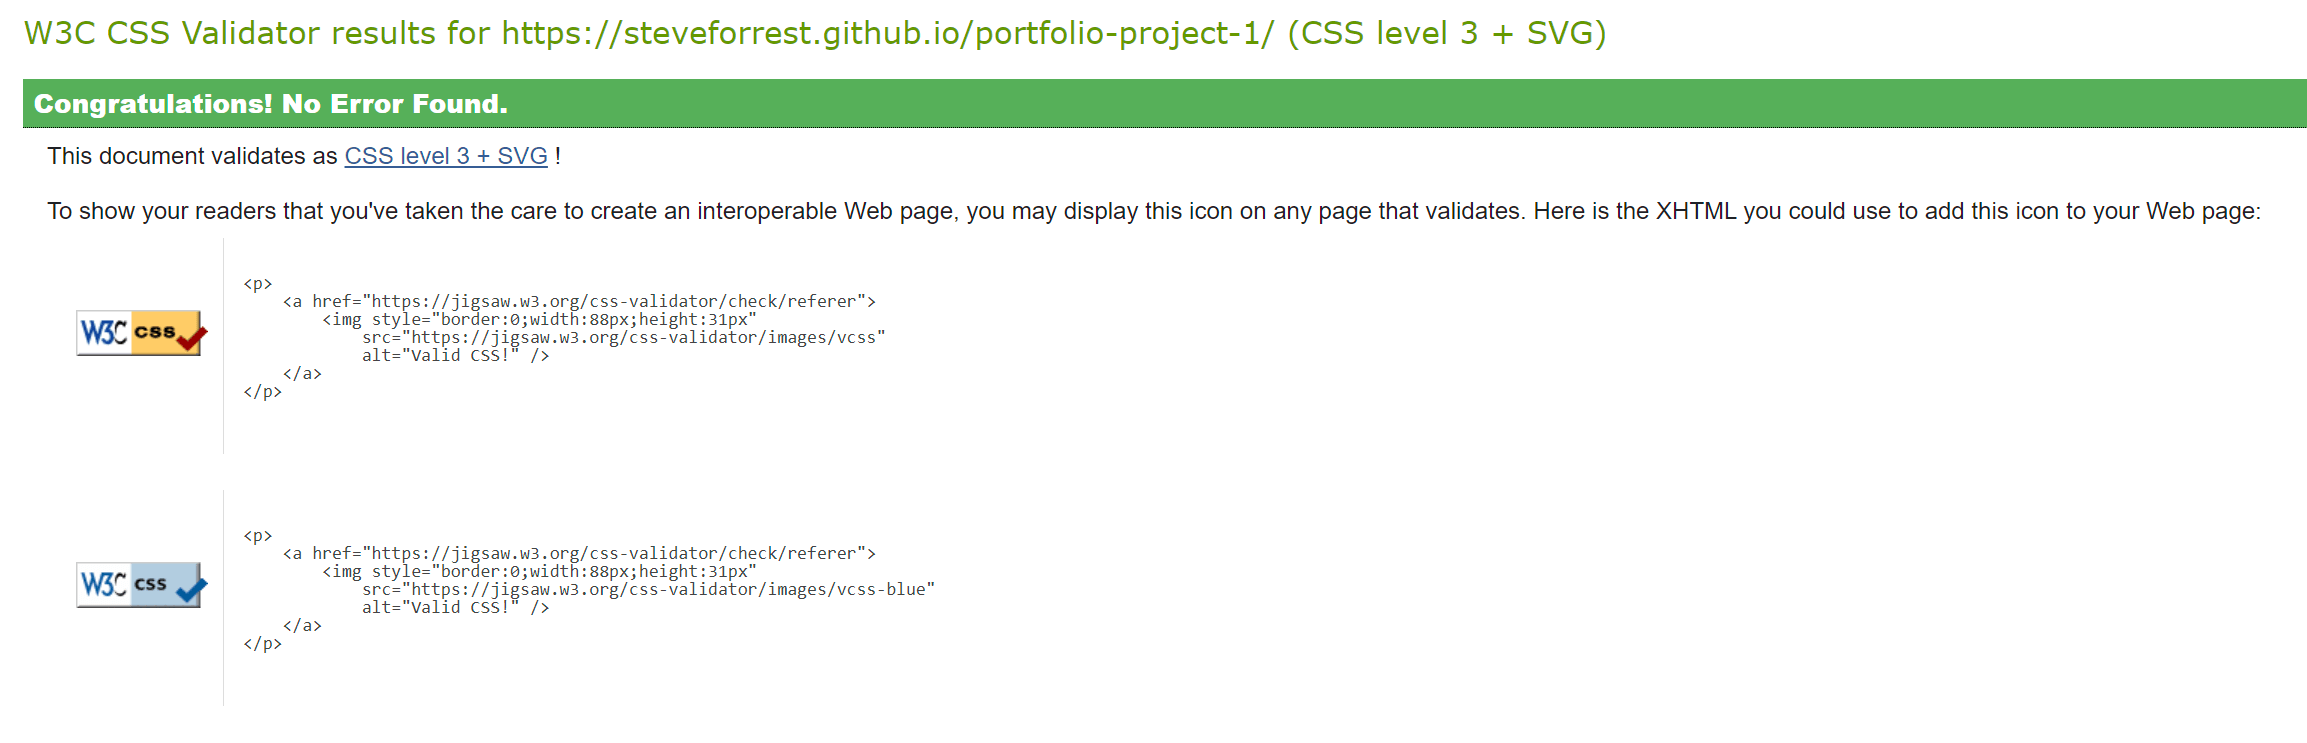 W3C CSS Validator results for https://steveforrest.github.io/portfolio-project-1/ (CSS level 3 + SVG)
Congratulations! No Error Found.
This document validates as CSS level 3 + SVG !
To show your readers that you've taken the care to create an interoperable Web page, you may display this icon on any page that validates. Here is the XHTML you could use to add this icon to your Web page:
W3C css
<p>
    <a href="https://jigsaw.w3.org/css-validator/check/referer">
        <img style="border:0;width:88px;height:31px"
            src="https://jigsaw.w3.org/css-validator/images/vcss"
            alt="Valid CSS!" />
    </a>
</p>
W3C css
<p>
    <a href="https://jigsaw.w3.org/css-validator/check/referer">
        <img style="border:0;width:88px;height:31px"
            src="https://jigsaw.w3.org/css-validator/images/vcss-blue"
            alt="Valid CSS!" />
    </a>
</p>